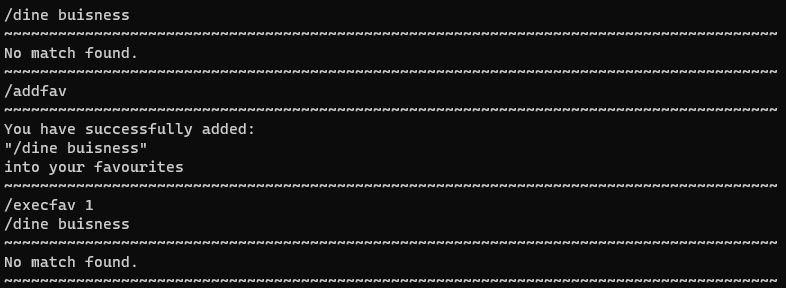 /dine buisness
~~~~~~~~~~~~~~~~~~~~~~~~~~~~~~~~~~~~~~~~~~~~~~~~~~~~~~~~~~~~~~~~~~~~~~~~~~~~~~~~~~~~~~
No match found.
~~~~~~~~~~~~~~~~~~~~~~~~~~~~~~~~~~~~~~~~~~~~~~~~~~~~~~~~~~~~~~~~~~~~~~~~~~~~~~~~~~~~~~
/addfav
~~~~~~~~~~~~~~~~~~~~~~~~~~~~~~~~~~~~~~~~~~~~~~~~~~~~~~~~~~~~~~~~~~~~~~~~~~~~~~~~~~~~~~
You have successfully added:
"/dine buisness"
into your favourites
~~~~~~~~~~~~~~~~~~~~~~~~~~~~~~~~~~~~~~~~~~~~~~~~~~~~~~~~~~~~~~~~~~~~~~~~~~~~~~~~~~~~~~
/execfav 1
/dine buisness
~~~~~~~~~~~~~~~~~~~~~~~~~~~~~~~~~~~~~~~~~~~~~~~~~~~~~~~~~~~~~~~~~~~~~~~~~~~~~~~~~~~~~~
No match found.
~~~~~~~~~~~~~~~~~~~~~~~~~~~~~~~~~~~~~~~~~~~~~~~~~~~~~~~~~~~~~~~~~~~~~~~~~~~~~~~~~~~~~~